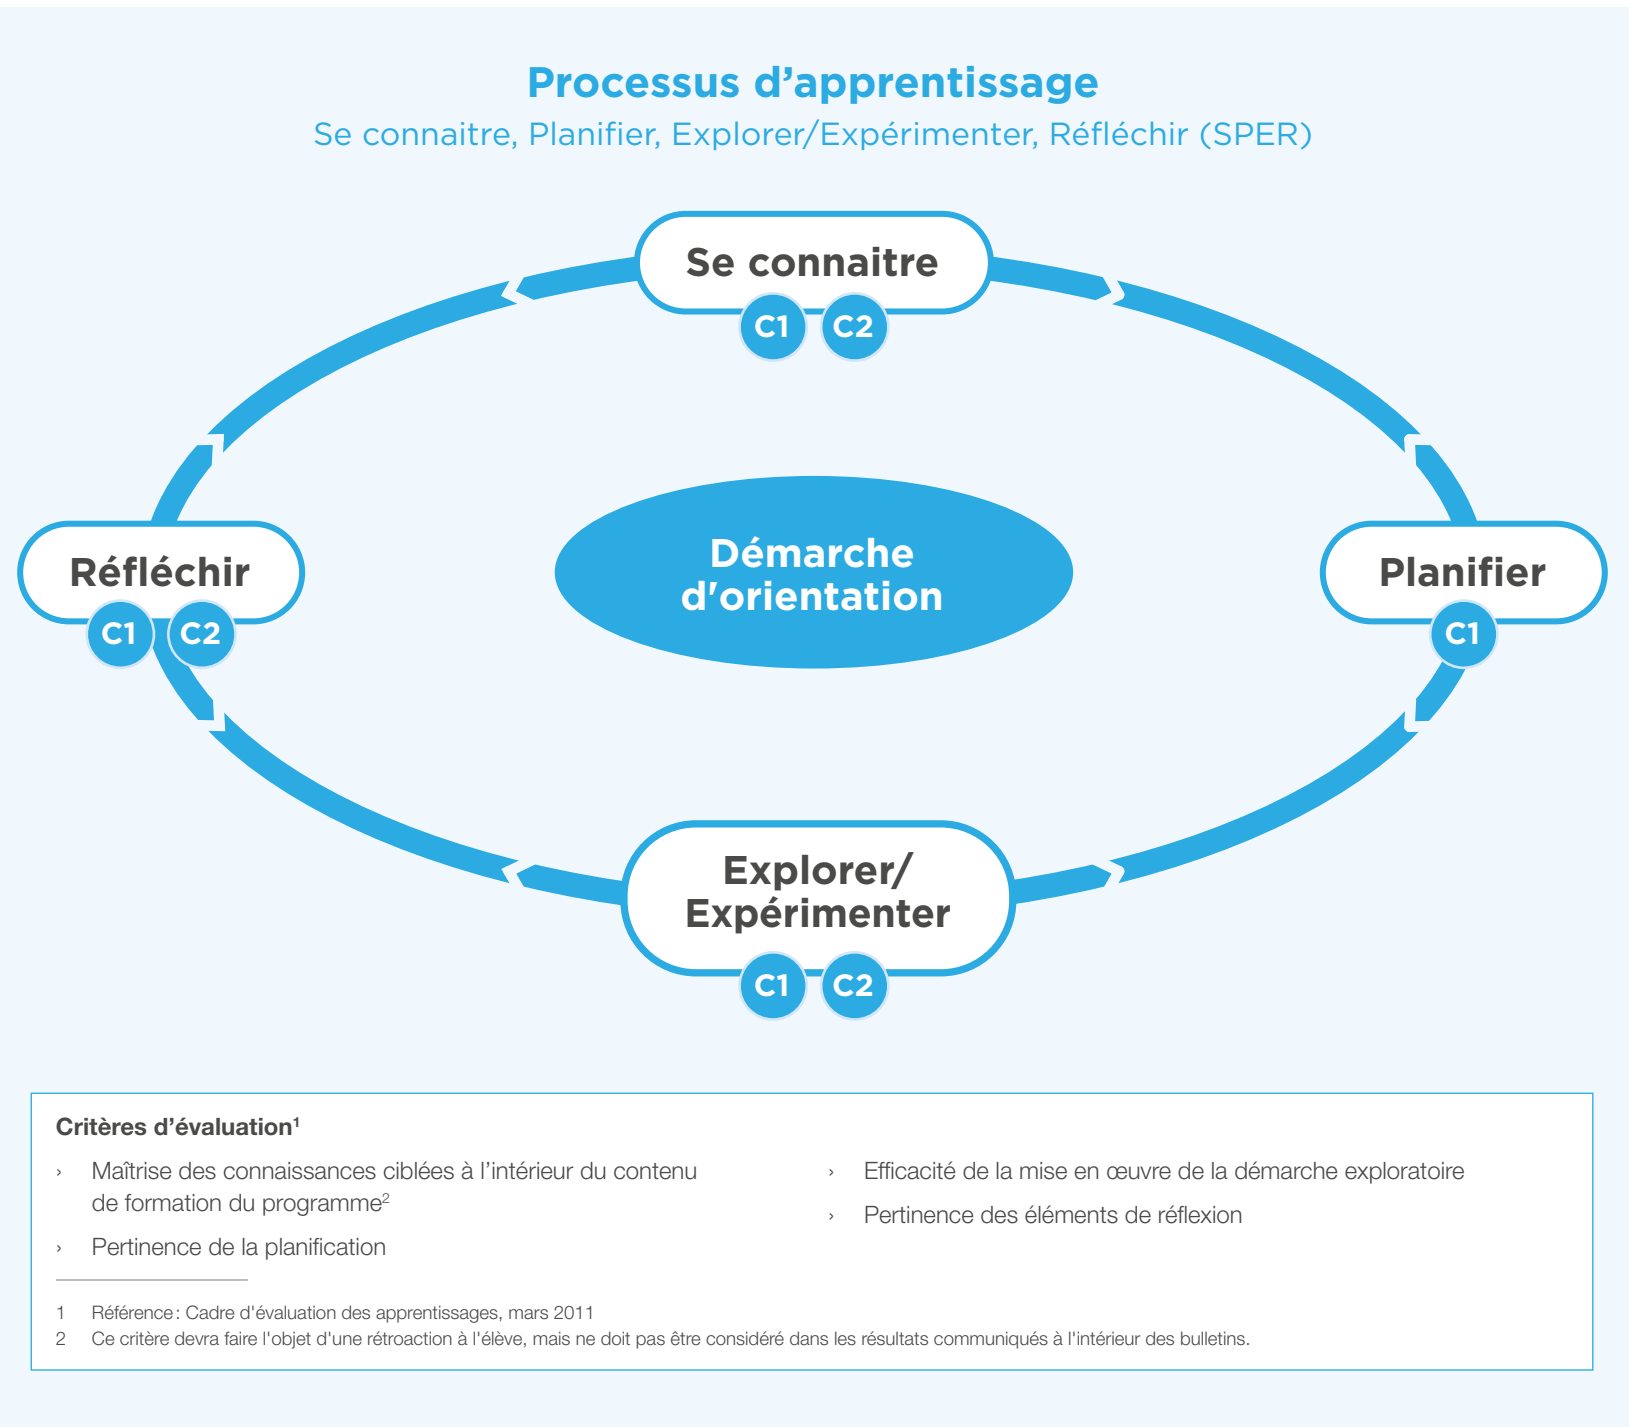 Processus d’apprentissage
Se connaitre, Planifier, Explorer/Expérimenter, Réfléchir (SPER)
Se connaitre
C1 C2
Réfléchir
C1 C2
Démarche
d'orientation
Planifier
C1
Explorer/
Expérimenter
C1 C2
Critères d’évaluation¹
› Maîtrise des connaissances ciblées à l’intérieur du contenu
de formation du programme²
› Pertinence de la planification
› Efficacité de la mise en œuvre de la démarche exploratoire
› Pertinence des éléments de réflexion
1 Référence : Cadre d'évaluation des apprentissages, mars 2011
2 Ce critère devra faire l'objet d'une rétroaction à l'élève, mais ne doit pas être considéré dans les résultats communiqués à l'intérieur des bulletins.